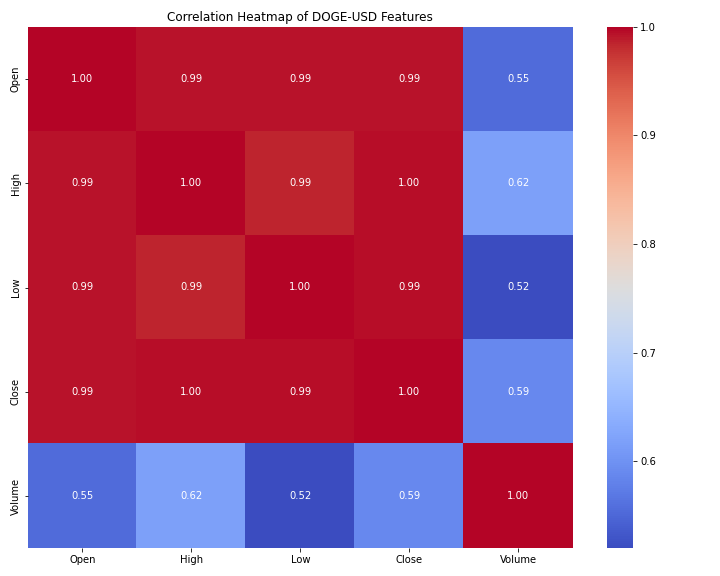 Correlation Heatmap of DOGE-USD Features
Open 1.00 0.99 0.99 0.99 0.55
High 0.99 1.00 0.99 1.00 0.62
Low 0.99 0.99 1.00 0.99 0.52
Close 0.99 1.00 0.99 1.00 0.59
Volume 0.55 0.62 0.52 0.59 1.00
Open High Low Close Volume
1.0
0.9
0.8
0.7
0.6